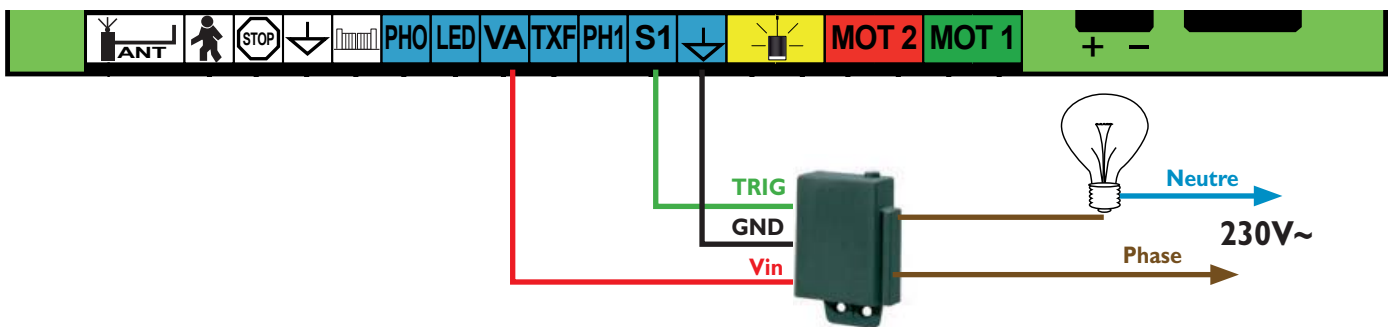 ANT STOP PHO LED VA TXF PH1 S1 MOT 2 MOT 1 + −
TRIG
GND
Vin
Neutre
230V~
Phase